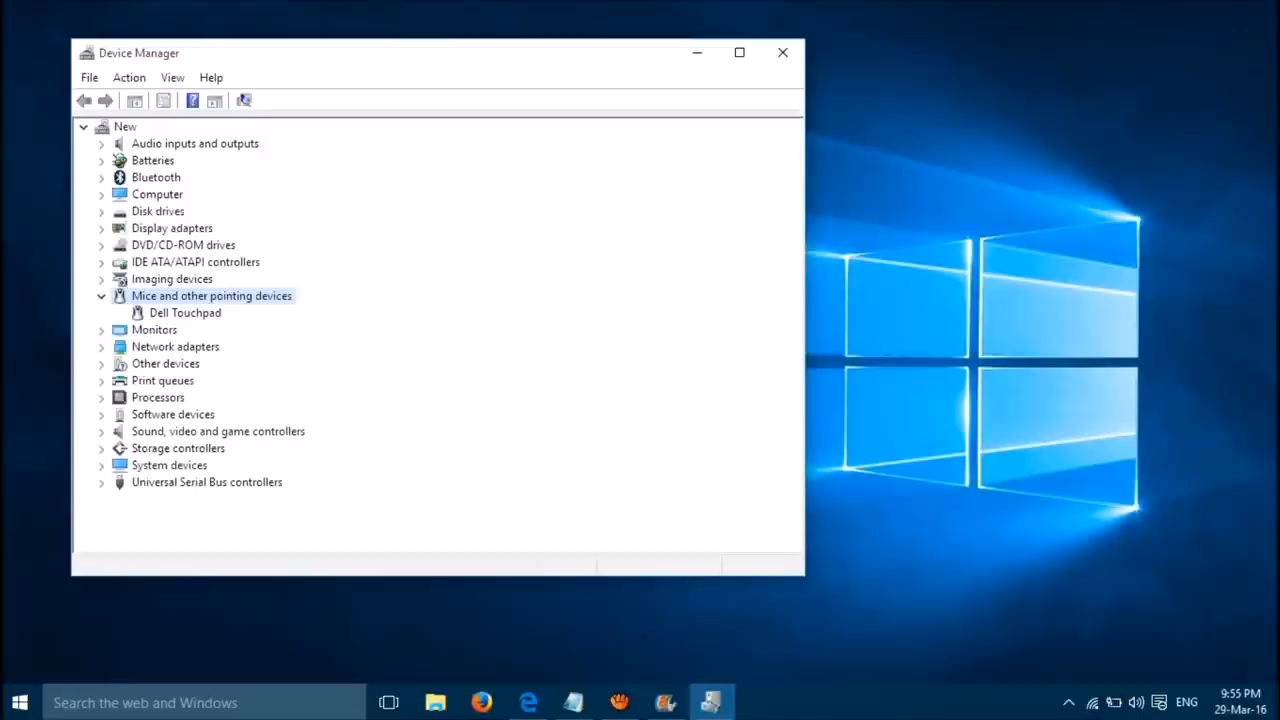 Device Manager
File Action View Help
New
Audio inputs and outputs
Batteries
Bluetooth
Computer
Disk drives
Display adapters
DVD/CD-ROM drives
IDE ATA/ATAPI controllers
Imaging devices
Mice and other pointing devices
Dell Touchpad
Monitors
Network adapters
Other devices
Print queues
Processors
Software devices
Sound, video and game controllers
Storage controllers
System devices
Universal Serial Bus controllers
Search the web and Windows
ENG
9:55 PM
29-Mar-16